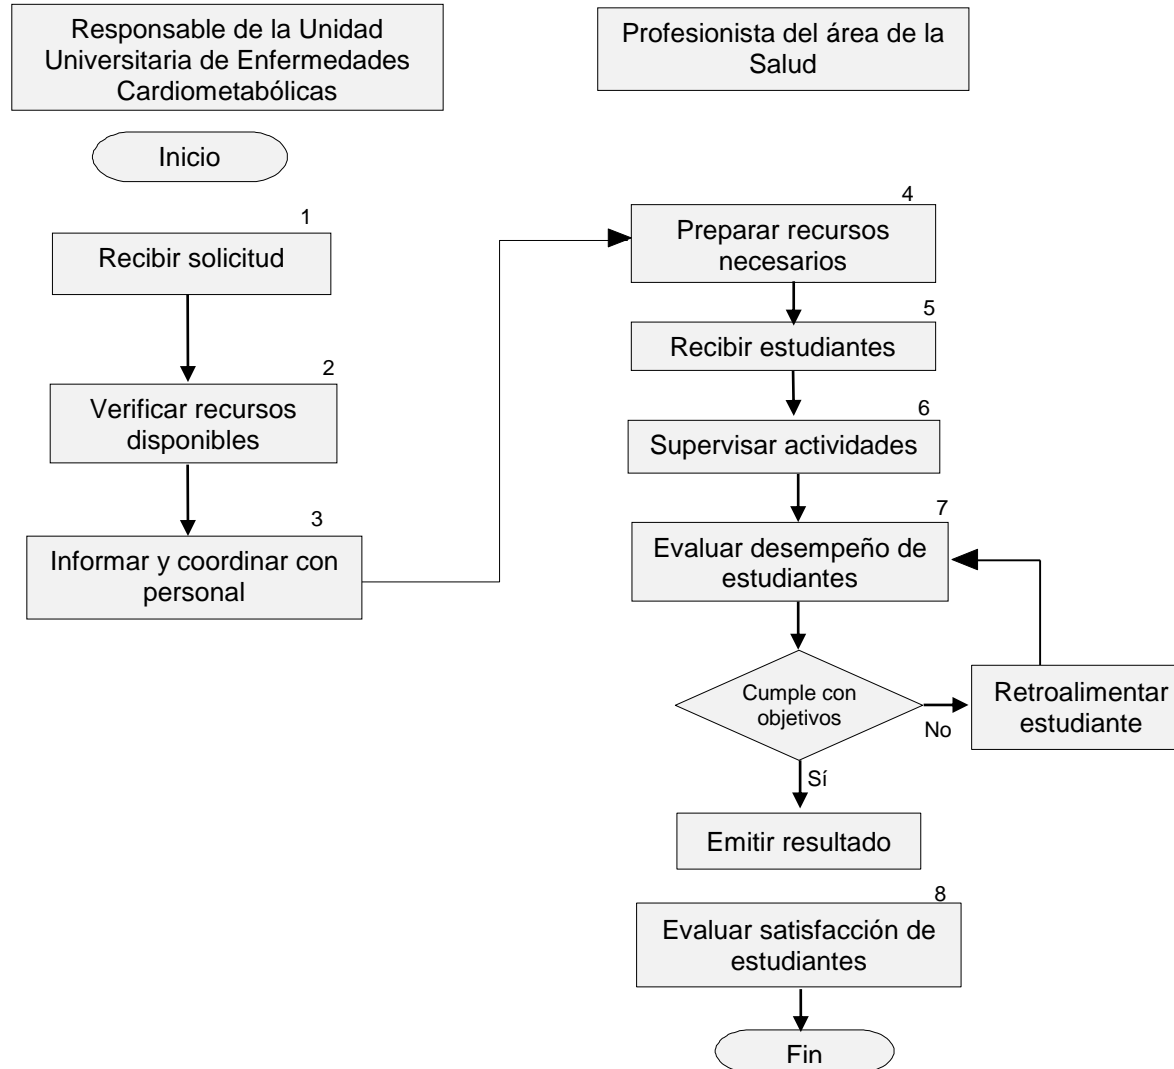 Responsable de la Unidad
Universitaria de Enfermedades
Cardiometabólicas
Profesionista del área de la
Salud
Inicio
1
Recibir solicitud
2
Verificar recursos
disponibles
3
Informar y coordinar con
personal
4
Preparar recursos
necesarios
5
Recibir estudiantes
6
Supervisar actividades
7
Evaluar desempeño de
estudiantes
Cumple con
objetivos
No
Retroalimentar
estudiante
Sí
Emitir resultado
8
Evaluar satisfacción de
estudiantes
Fin